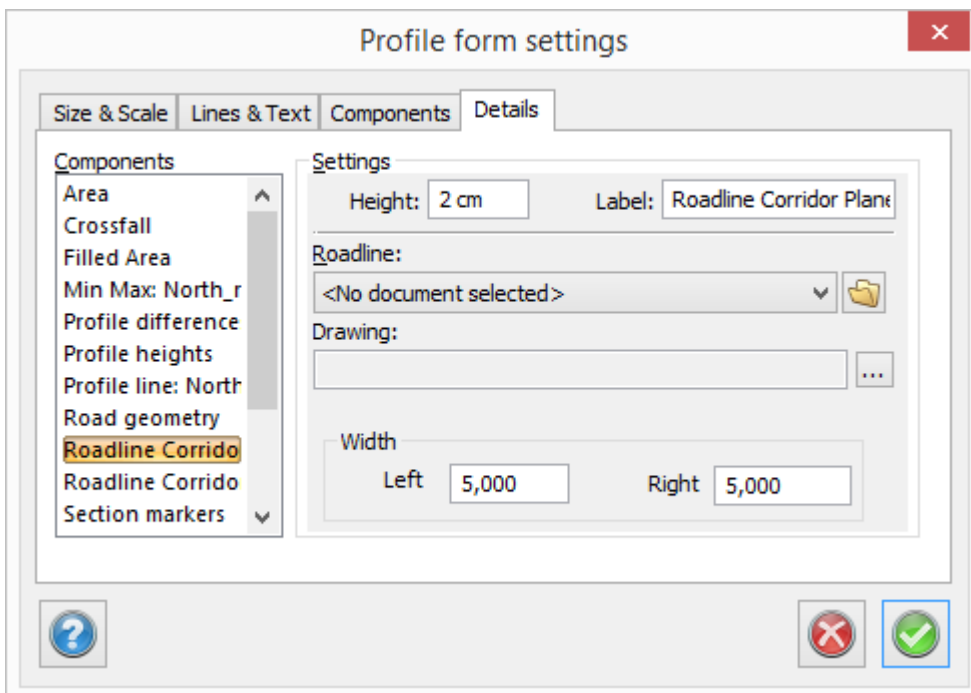 Profile form settings
Size & Scale
Lines & Text
Components
Details
Components
Area
Crossfall
Filled Area
Min Max: North_r
Profile difference
Profile heights
Profile line: North
Road geometry
Roadline Corrido
Roadline Corrido
Section markers
Settings
Height: 2 cm
Label: Roadline Corridor Plane
Roadline:
<No document selected>
Drawing:
...
Width
Left 5,000
Right 5,000